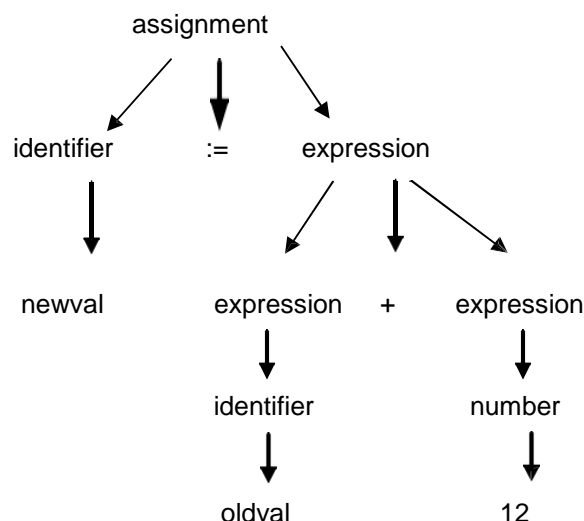 assignment
identifier := expression
newval expression + expression
identifier number
oldval 12